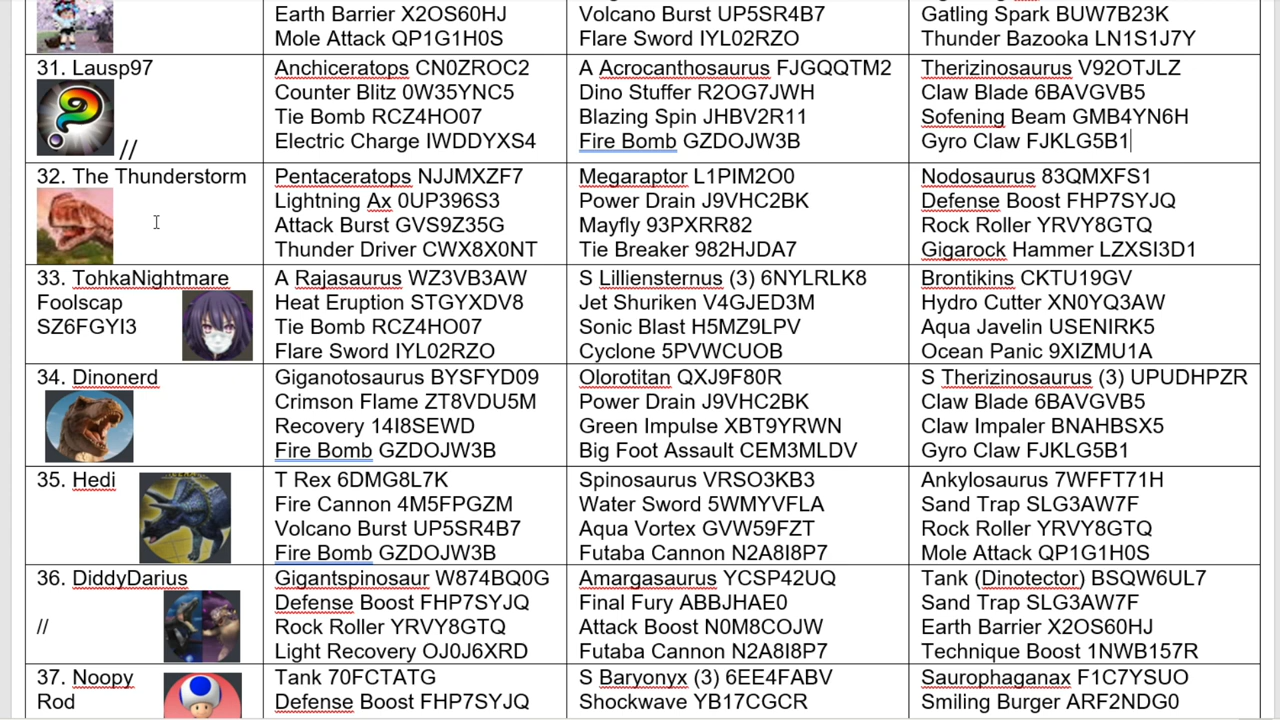 Earth Barrier X2OS60HJ
Mole Attack QP1G1H0S
Volcano Burst UP5SR4B7
Flare Sword IYL02RZO
Gatling Spark BUW7B23K
Thunder Bazooka LN1S1J7Y
31. Lausp97
//
Anchiceratops CN0ZROC2
Counter Blitz 0W35YNC5
Tie Bomb RCZ4HO07
Electric Charge IWDDYXS4
A Acrocanthosaurus FJGQQTM2
Dino Stuffer R2OG7JWH
Blazing Spin JHBV2R11
Fire Bomb GZDOJW3B
Therizinosaurus V92OTJLZ
Claw Blade 6BAVGVB5
Sofening Beam GMB4YN6H
Gyro Claw FJKLG5B1
32. The Thunderstorm
Pentaceratops NJJMXZF7
Lightning Ax 0UP396S3
Attack Burst GVS9Z35G
Thunder Driver CWX8X0NT
Megaraptor L1PIM2O0
Power Drain J9VHC2BK
Mayfly 93PXRR82
Tie Breaker 982HJDA7
Nodosaurus 83QMXFS1
Defense Boost FHP7SYJQ
Rock Roller YRVY8GTQ
Gigarock Hammer LZXSI3D1
33. TohkaNightmare
Foolscap
SZ6FGYI3
A Rajasaurus WZ3VB3AW
Heat Eruption STGYXDV8
Tie Bomb RCZ4HO07
Flare Sword IYL02RZO
S Lilliensternus (3) 6NYLRLK8
Jet Shuriken V4GJED3M
Sonic Blast H5MZ9LPV
Cyclone 5PVWCUOB
Brontikins CKTU19GV
Hydro Cutter XN0YQ3AW
Aqua Javelin USENIRK5
Ocean Panic 9XIZMU1A
34. Dinonerd
Giganotosaurus BYSFYD09
Crimson Flame ZT8VDU5M
Recovery 14I8SEWD
Fire Bomb GZDOJW3B
Olorotitan QXJ9F80R
Power Drain J9VHC2BK
Green Impulse XBT9YRWN
Big Foot Assault CEM3MLDV
S Therizinosaurus (3) UPUDHPZR
Claw Blade 6BAVGVB5
Claw Impaler BNAHBSX5
Gyro Claw FJKLG5B1
35. Hedi
T Rex 6DMG8L7K
Fire Cannon 4M5FPGZM
Volcano Burst UP5SR4B7
Fire Bomb GZDOJW3B
Spinosaurus VRSO3KB3
Water Sword 5WMYVFLA
Aqua Vortex GVW59FZT
Futaba Cannon N2A8I8P7
Ankylosaurus 7WFFT71H
Sand Trap SLG3AW7F
Rock Roller YRVY8GTQ
Mole Attack QP1G1H0S
36. DiddyDarius
//
Gigantspinosaur W874BQ0G
Defense Boost FHP7SYJQ
Rock Roller YRVY8GTQ
Light Recovery OJ0J6XRD
Amargasaurus YCSP42UQ
Final Fury ABBJHAE0
Attack Boost N0M8COJW
Futaba Cannon N2A8I8P7
Tank (Dinotector) BSQW6UL7
Sand Trap SLG3AW7F
Earth Barrier X2OS60HJ
Technique Boost 1NWB157R
37. Noopy
Rod
Tank 70FCTATG
Defense Boost FHP7SYJQ
S Baryonyx (3) 6EE4FABV
Shockwave YB17CGCR
Saurophaganax F1C7YSUO
Smiling Burger ARF2NDG0